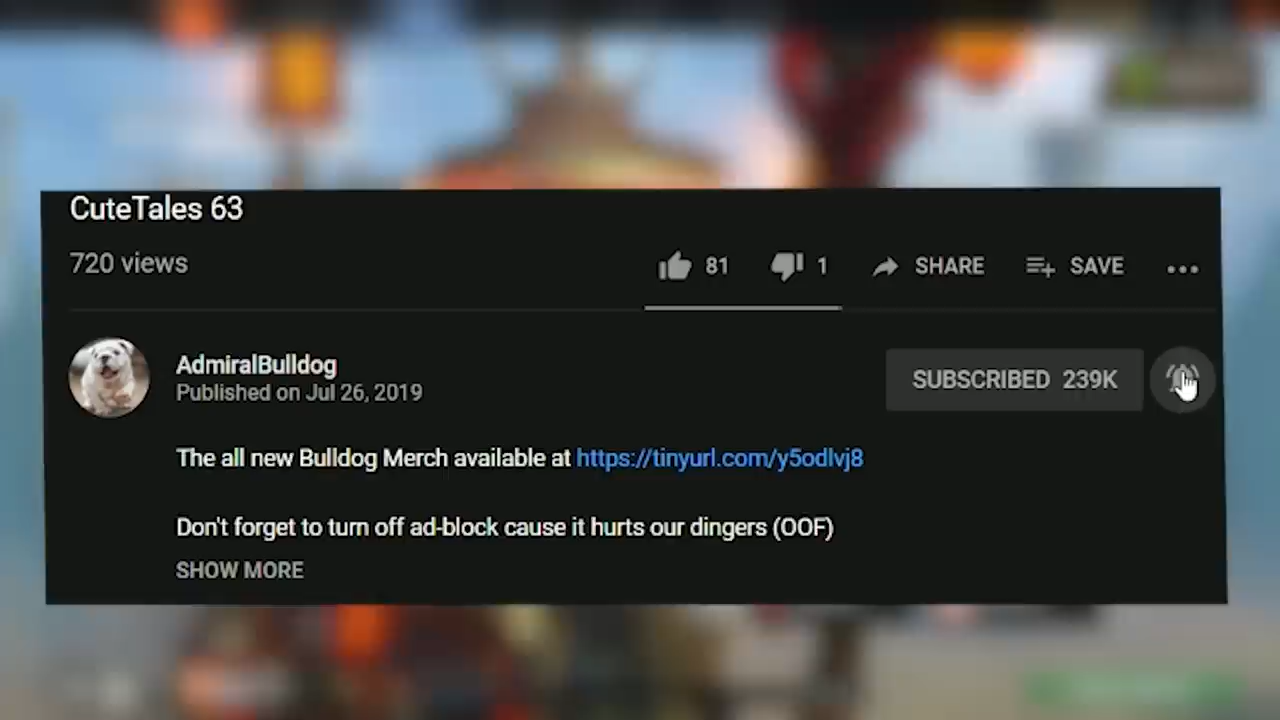 CuteTales 63
720 views
81 1 SHARE SAVE
AdmiralBulldog
Published on Jul 26, 2019
SUBSCRIBED 239K
The all new Bulldog Merch available at https://tinyurl.com/y5odlvj8
Don't forget to turn off ad-block cause it hurts our dingers (OOF)
SHOW MORE